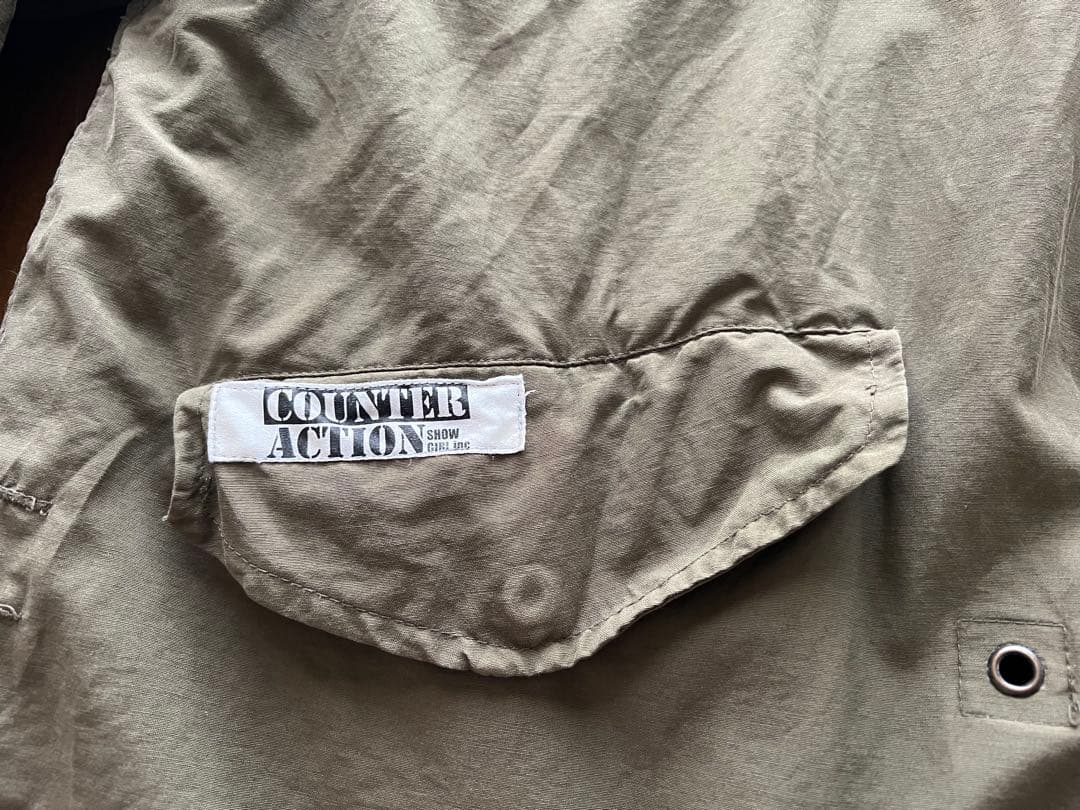 COUNTER
ACTION SHOW
GIRL inc